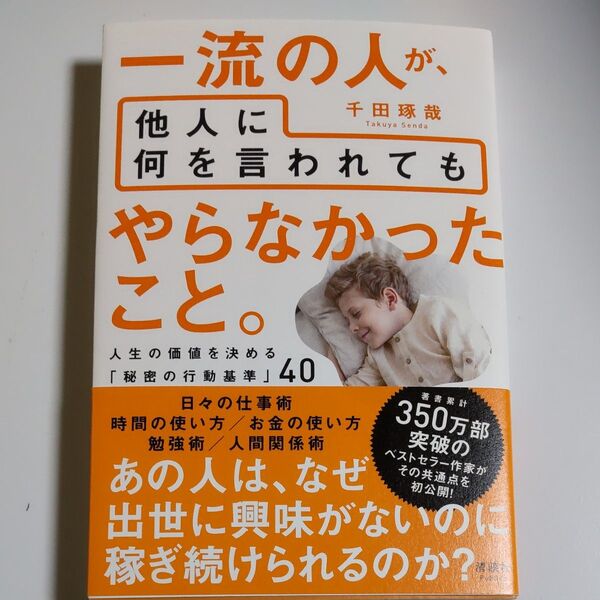 一流の人が、
千田琢哉
Takuya Senda
他人に
何を言われても
やらなかった
こと。
人生の価値を決める
「秘密の行動基準」40
日々の仕事術
時間の使い方／お金の使い方
勉強術／人間関係術
著書累計
350万部
突破の
ベストセラー作家が
その共通点を
初公開!
あの人は、なぜ
出世に興味がないのに
稼ぎ続けられるのか?